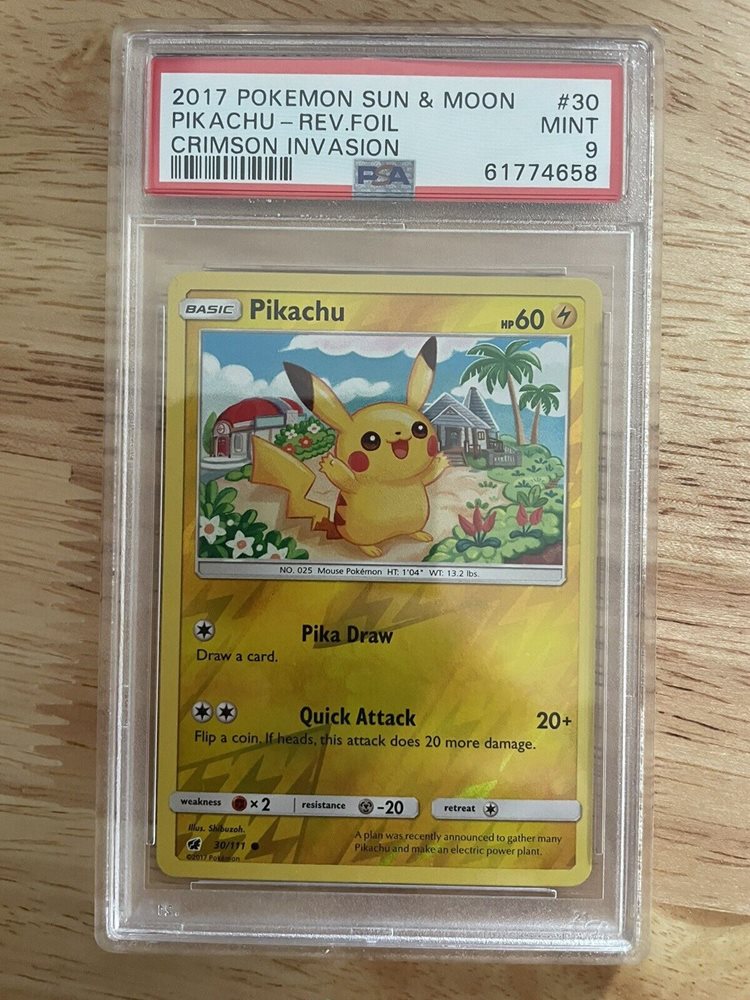 2017 POKEMON SUN & MOON #30
PIKACHU - REV.FOIL MINT
CRIMSON INVASION 9
PSA 61774658
BASIC Pikachu HP60
NO. 025 Mouse Pokémon HT: 1'04" WT: 13.2 lbs.
Pika Draw
Draw a card.
Quick Attack 20+
Flip a coin. If heads, this attack does 20 more damage.
weakness ×2 resistance -20 retreat
Illus. Shibuzoh.
A plan was recently announced to gather many
30/111
Pikachu and make an electric power plant.
©2017 Pokémon